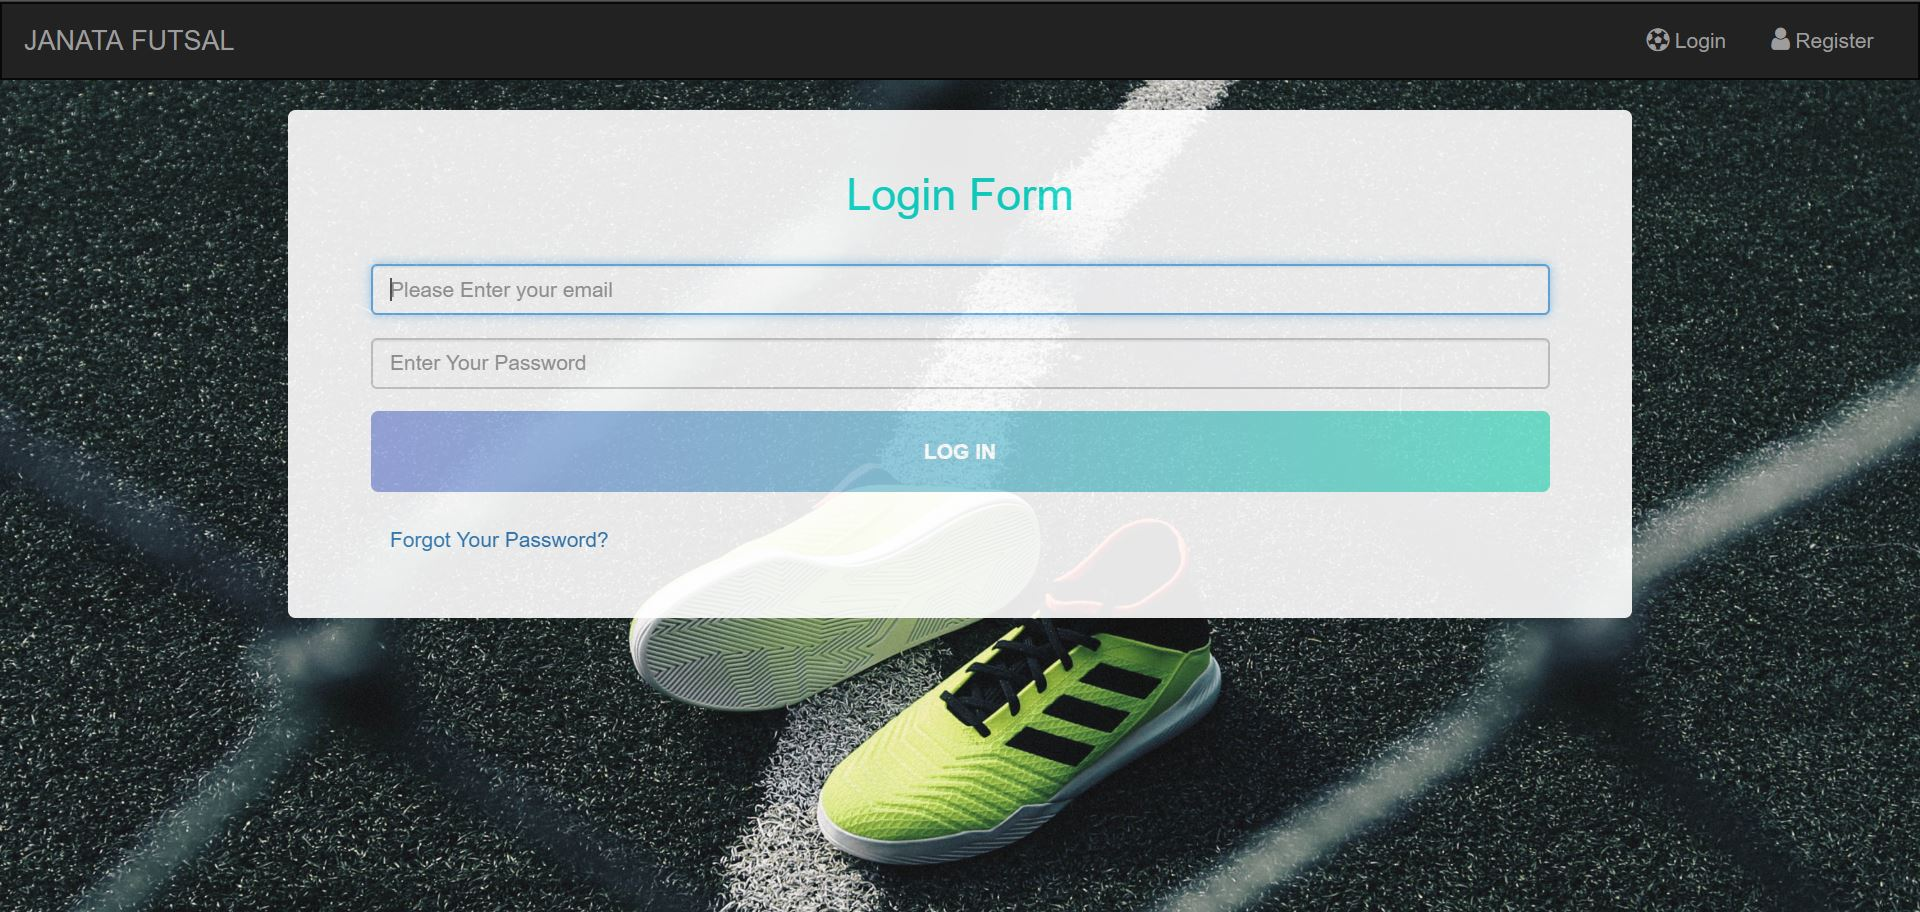 JANATA FUTSAL
Login
Register
Login Form
Please Enter your email
Enter Your Password
LOG IN
Forgot Your Password?